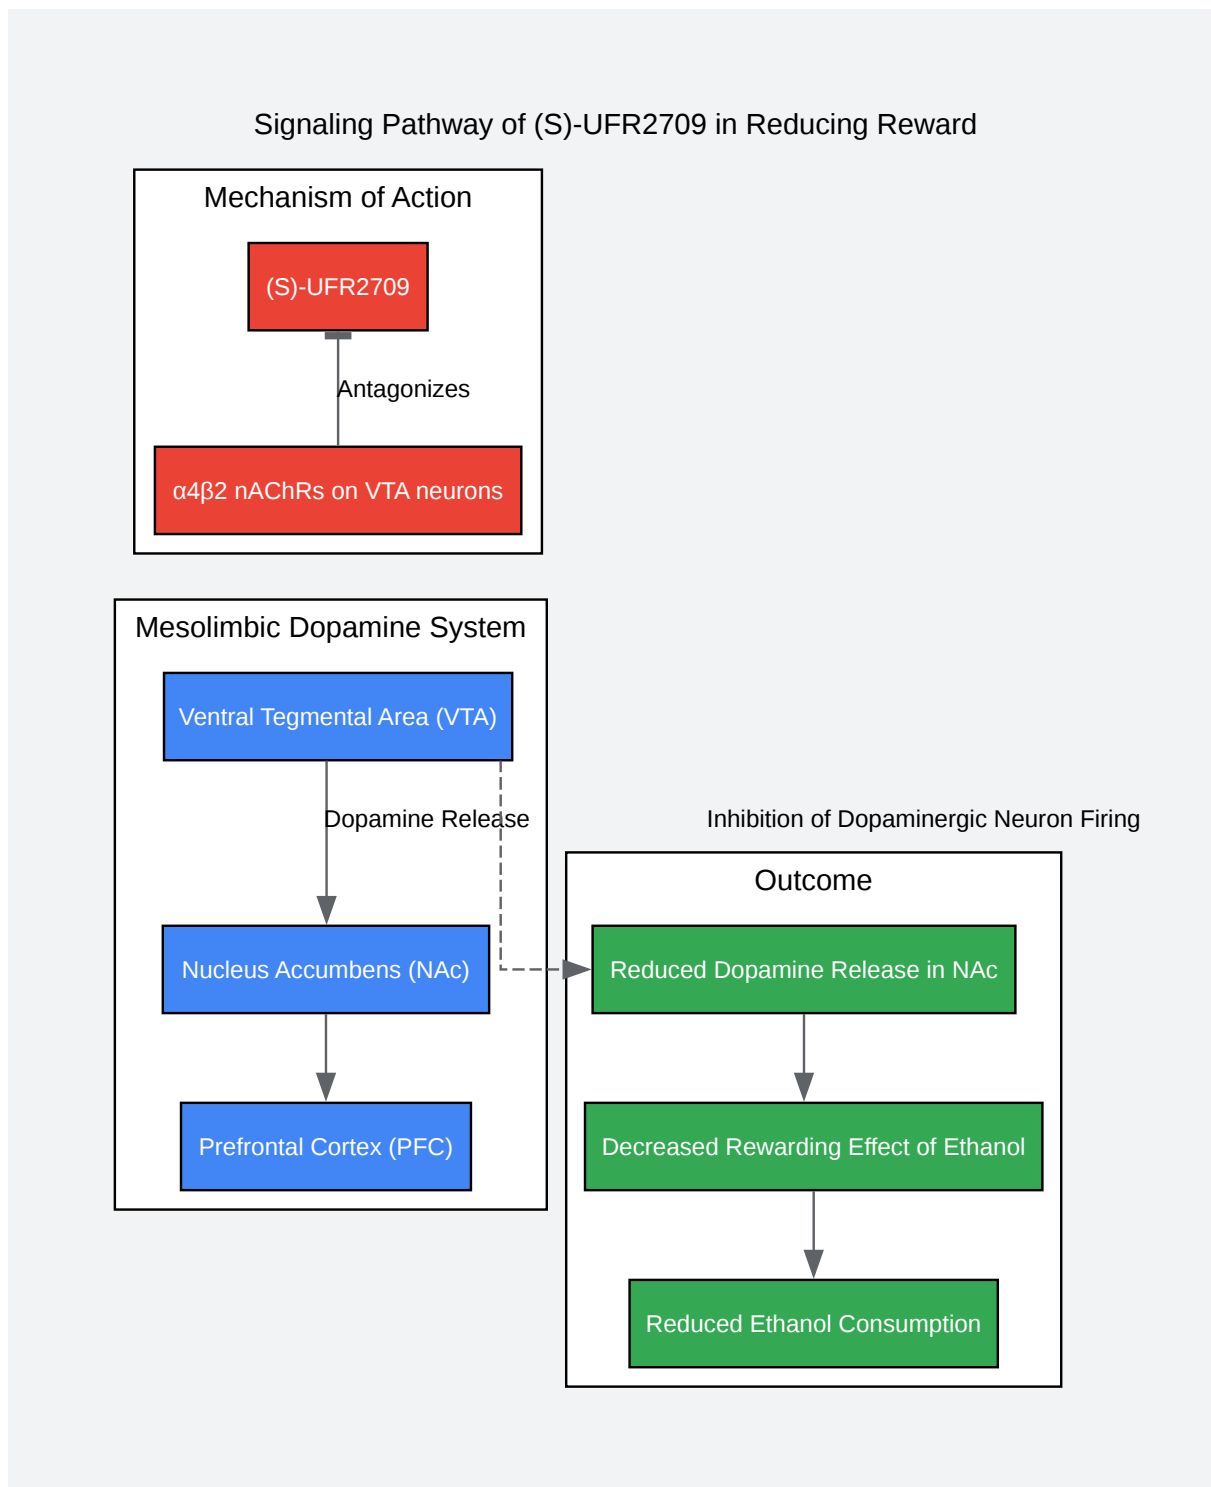 Signaling Pathway of (S)-UFR2709 in Reducing Reward
Mechanism of Action
(S)-UFR2709
Antagonizes
α4β2 nAChRs on VTA neurons
Mesolimbic Dopamine System
Ventral Tegmental Area (VTA)
Dopamine Release
Inhibition of Dopaminergic Neuron Firing
Nucleus Accumbens (NAc)
Prefrontal Cortex (PFC)
Outcome
Reduced Dopamine Release in NAc
Decreased Rewarding Effect of Ethanol
Reduced Ethanol Consumption